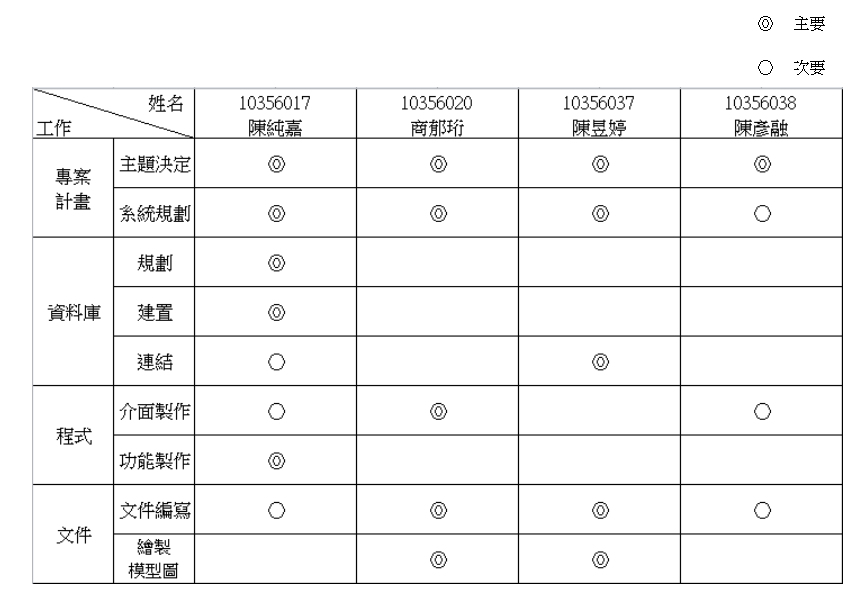 ◎ 主要
○ 次要
姓名 10356017 10356020 10356037 10356038
工作 陳純嘉 商郁珩 陳昱婷 陳彥融
專案
計畫
主題決定 ◎ ◎ ◎ ◎
系統規劃 ◎ ◎ ◎ ○
資料庫
規劃 ◎
建置 ◎
連結 ○ ◎
程式
介面製作 ○ ◎ ○
功能製作 ◎
文件
文件編寫 ○ ◎ ◎ ○
繪製
模型圖 ◎ ◎